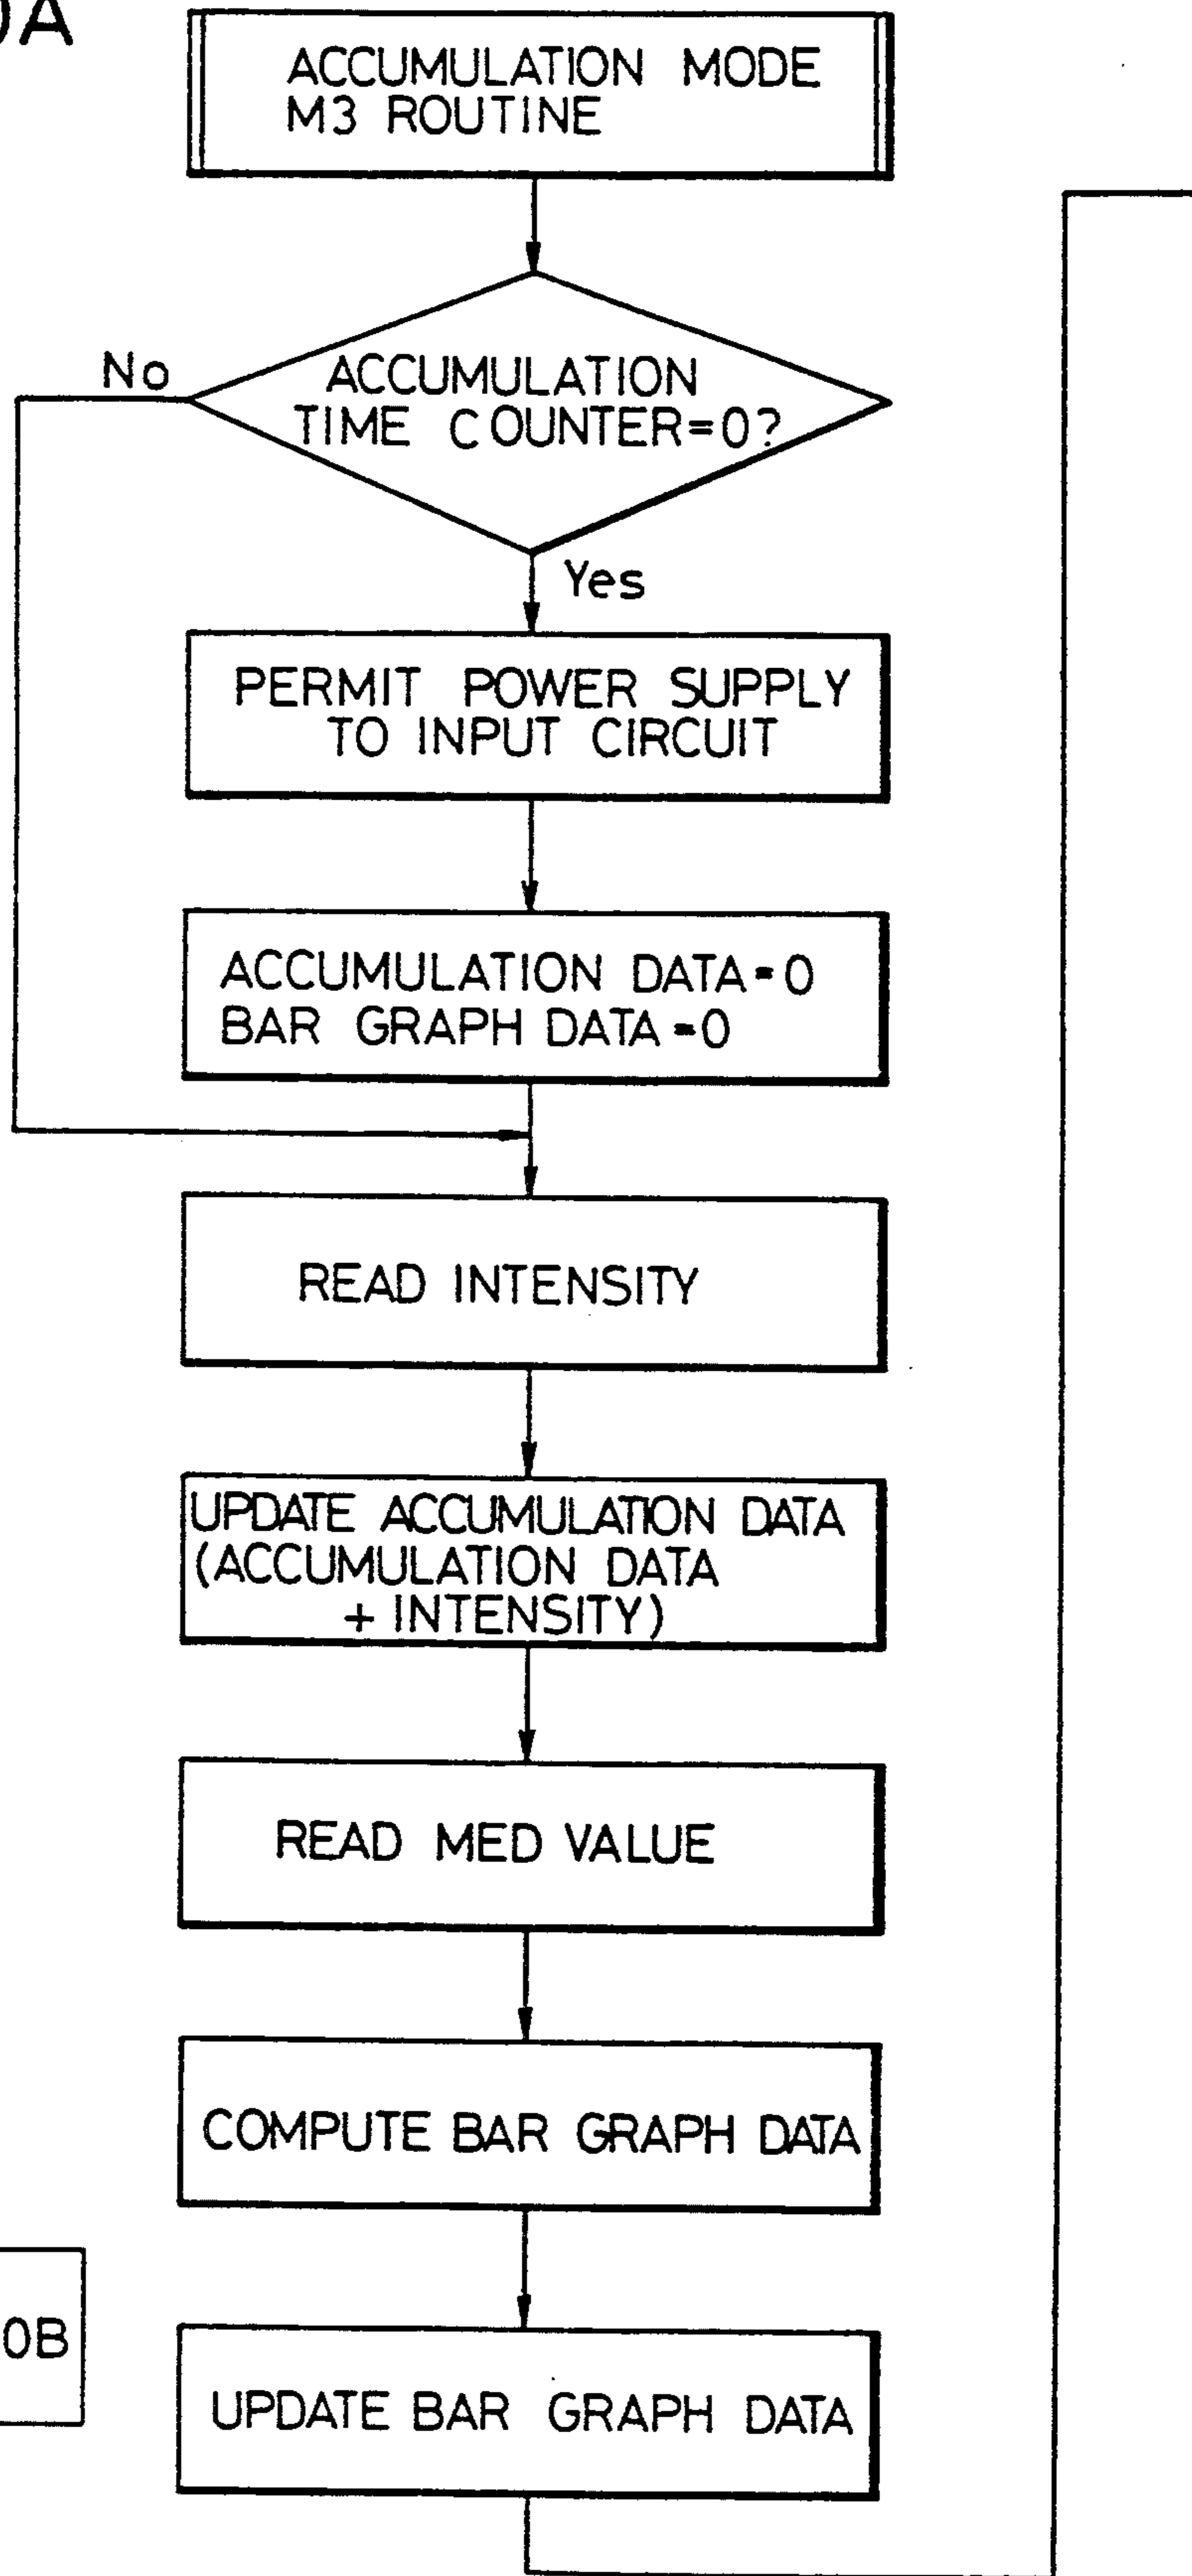 0A
ACCUMULATION MODE
M3 ROUTINE
No
ACCUMULATION
TIME COUNTER=0?
Yes
PERMIT POWER SUPPLY
TO INPUT CIRCUIT
ACCUMULATION DATA=0
BAR GRAPH DATA=0
READ INTENSITY
UPDATE ACCUMULATION DATA
(ACCUMULATION DATA
+ INTENSITY)
READ MED VALUE
COMPUTE BAR GRAPH DATA
0B
UPDATE BAR GRAPH DATA